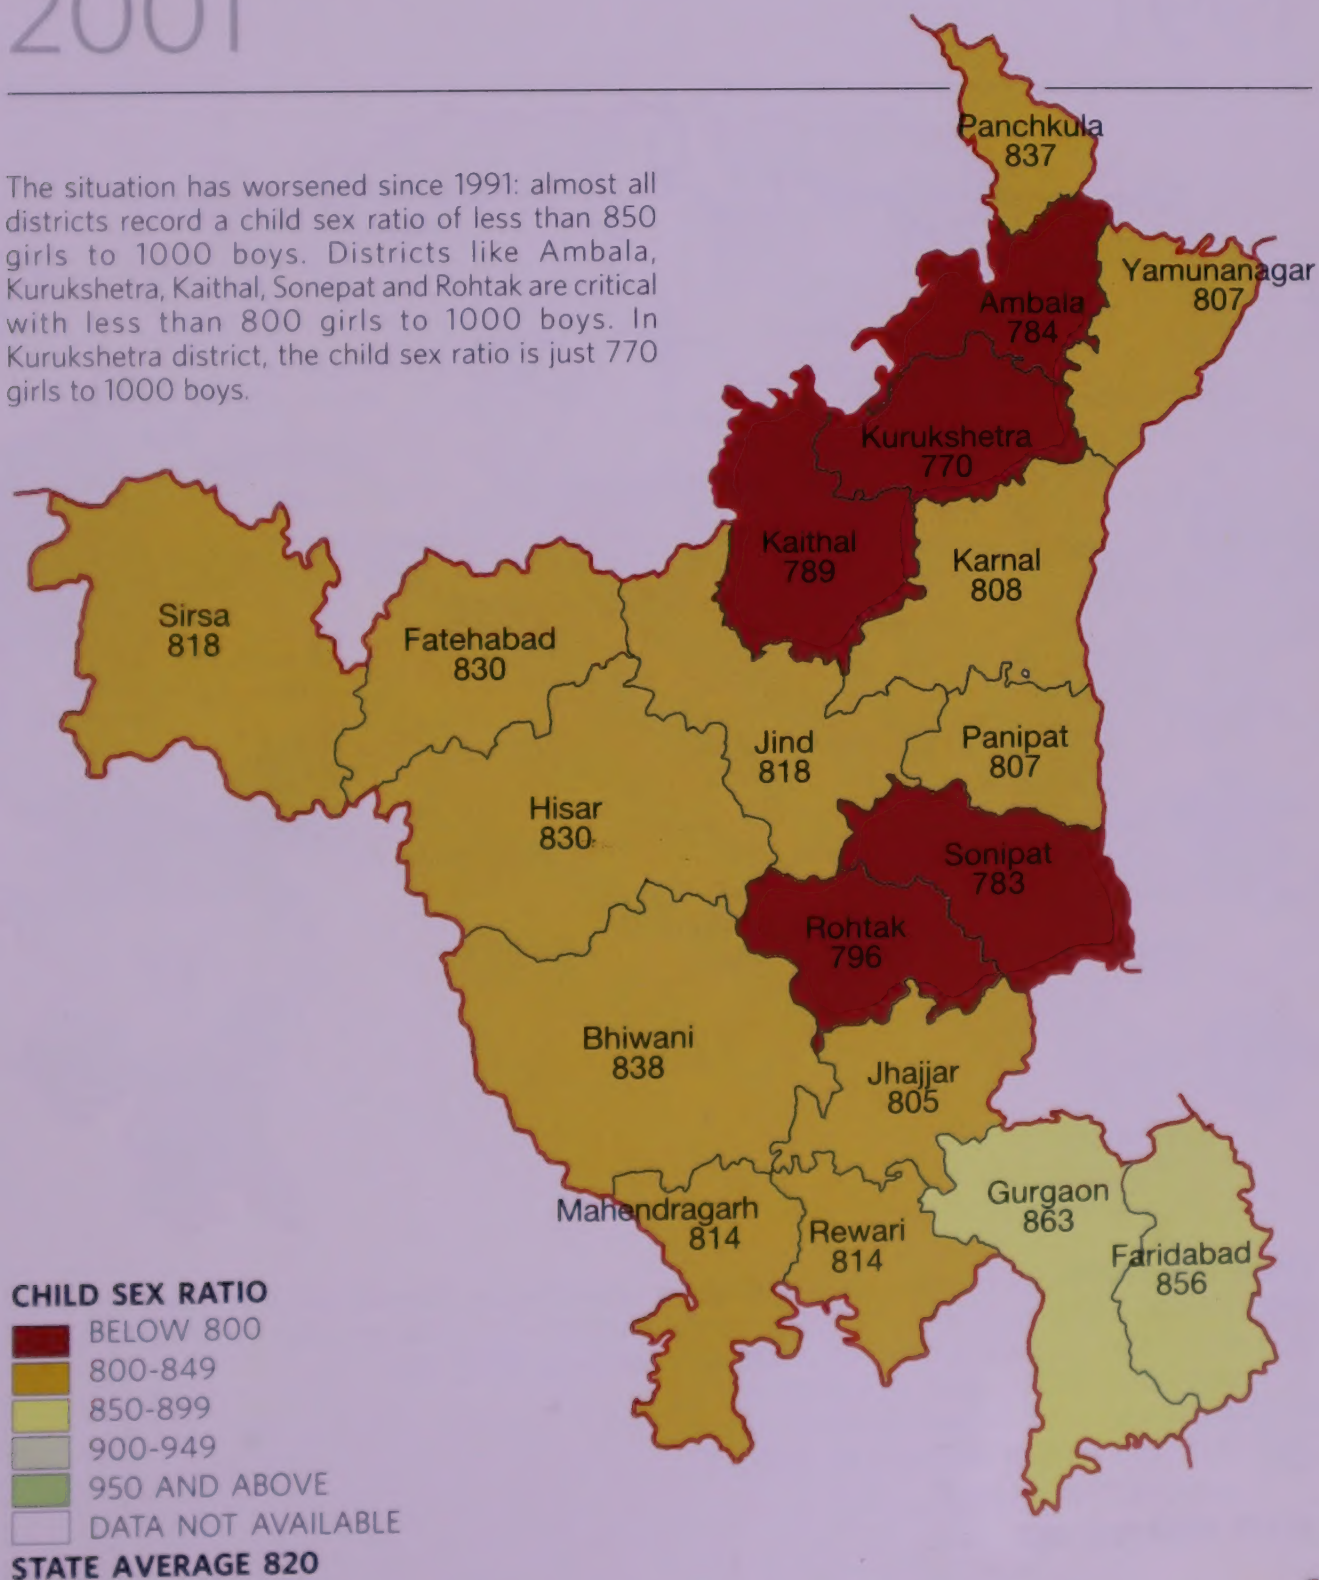 2001
The situation has worsened since 1991: almost all
districts record a child sex ratio of less than 850
girls to 1000 boys. Districts like Ambala,
Kurukshetra, Kaithal, Sonepat and Rohtak are critical
with less than 800 girls to 1000 boys. In
Kurukshetra district, the child sex ratio is just 770
girls to 1000 boys.
Panchkula
837
Yamunanagar
807
Ambala
784
Kurukshetra
770
Kaithal
789
Karnal
808
Sirsa
818
Fatehabad
830
Jind
818
Panipat
807
Hisar
830
Sonipat
783
Rohtak
796
Bhiwani
838
Jhajjar
805
Mahendragarh
814
Rewari
814
Gurgaon
863
Faridabad
856
CHILD SEX RATIO
BELOW 800
800-849
850-899
900-949
950 AND ABOVE
DATA NOT AVAILABLE
STATE AVERAGE 820